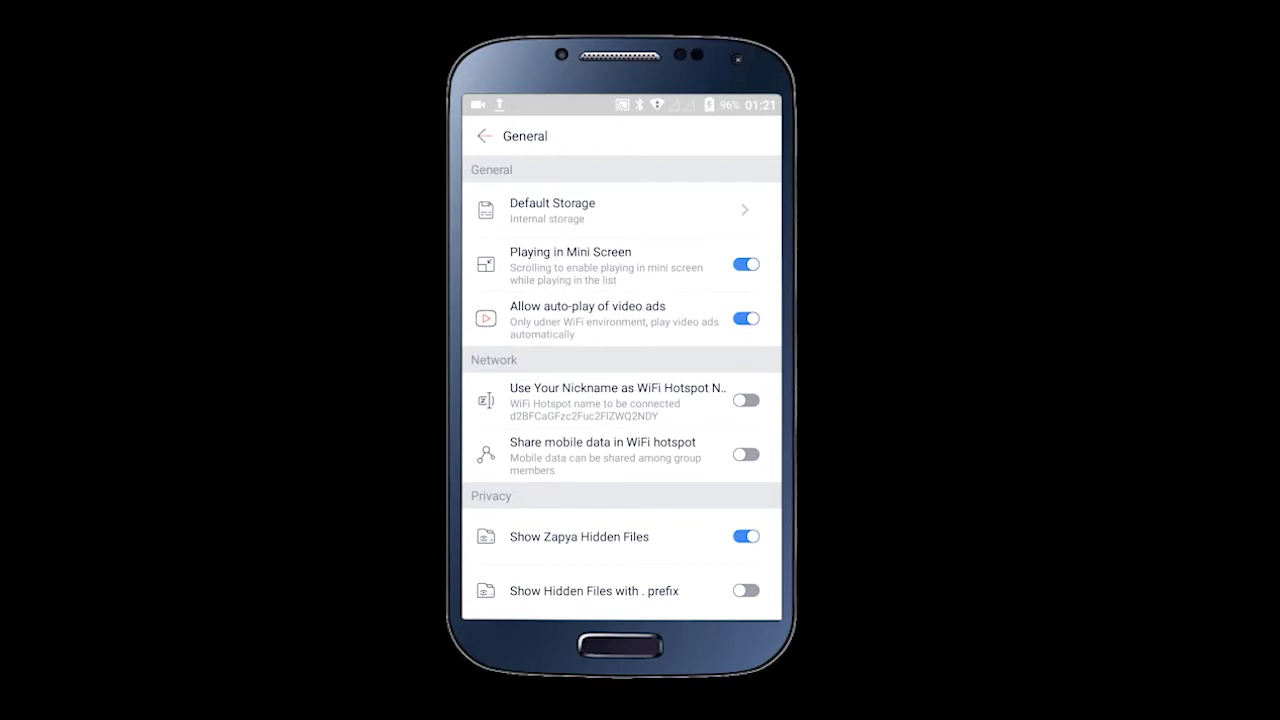 96% 01:21
General
General
Default Storage
Internal storage
Playing in Mini Screen
Scrolling to enable playing in mini screen
while playing in the list
Allow auto-play of video ads
Only udner WiFi environment, play video ads
automatically
Network
Use Your Nickname as WiFi Hotspot N..
WiFi Hotspot name to be connected
d2BFCaGFzc2Fuc2FlZWQ2NDY
Share mobile data in WiFi hotspot
Mobile data can be shared among group
members
Privacy
Show Zapya Hidden Files
Show Hidden Files with . prefix